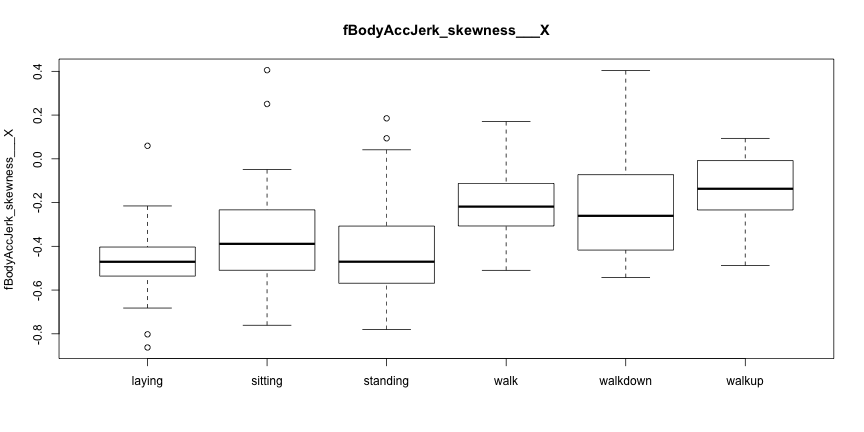 fBodyAccJerk_skewness___X
fBodyAccJerk_skewness___X
0.4
0.2
0.0
-0.2
-0.4
-0.6
-0.8
laying sitting standing walk walkdown walkup